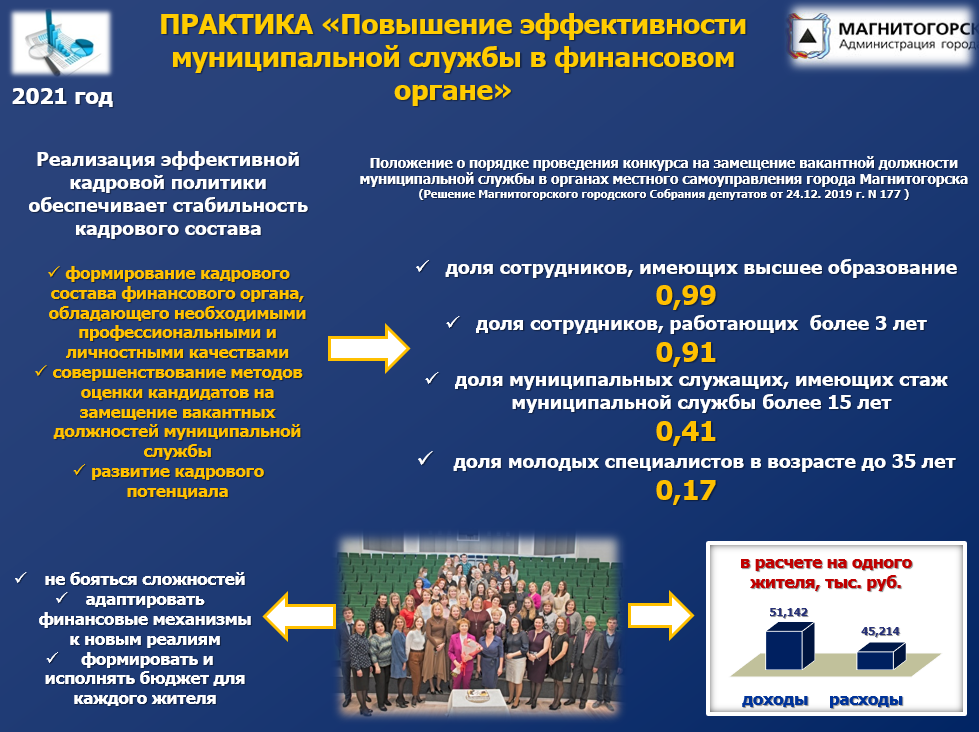 ПРАКТИКА «Повышение эффективности
муниципальной службы в финансовом
органе»
МАГНИТОГОРСК
Администрация город
2021 год
Реализация эффективной
кадровой политики
обеспечивает стабильность
кадрового состава
✓ формирование кадрового
состава финансового органа,
обладающего необходимыми
профессиональными и
личностными качествами
✓ совершенствование методов
оценки кандидатов на
замещение вакантных
должностей муниципальной
службы
✓ развитие кадрового
потенциала
Положение о порядке проведения конкурса на замещение вакантной должности
муниципальной службы в органах местного самоуправления города Магнитогорска
(Решение Магнитогорского городского Собрания депутатов от 24.12. 2019 г. N 177 )
✓ доля сотрудников, имеющих высшее образование
0,99
✓ доля сотрудников, работающих более 3 лет
0,91
✓ доля муниципальных служащих, имеющих стаж
муниципальной службы более 15 лет
0,41
✓ доля молодых специалистов в возрасте до 35 лет
0,17
✓ не бояться сложностей
✓ адаптировать
финансовые механизмы
к новым реалиям
✓ формировать и
исполнять бюджет для
каждого жителя
в расчете на одного
жителя, тыс. руб.
51,142
45,214
доходы расходы